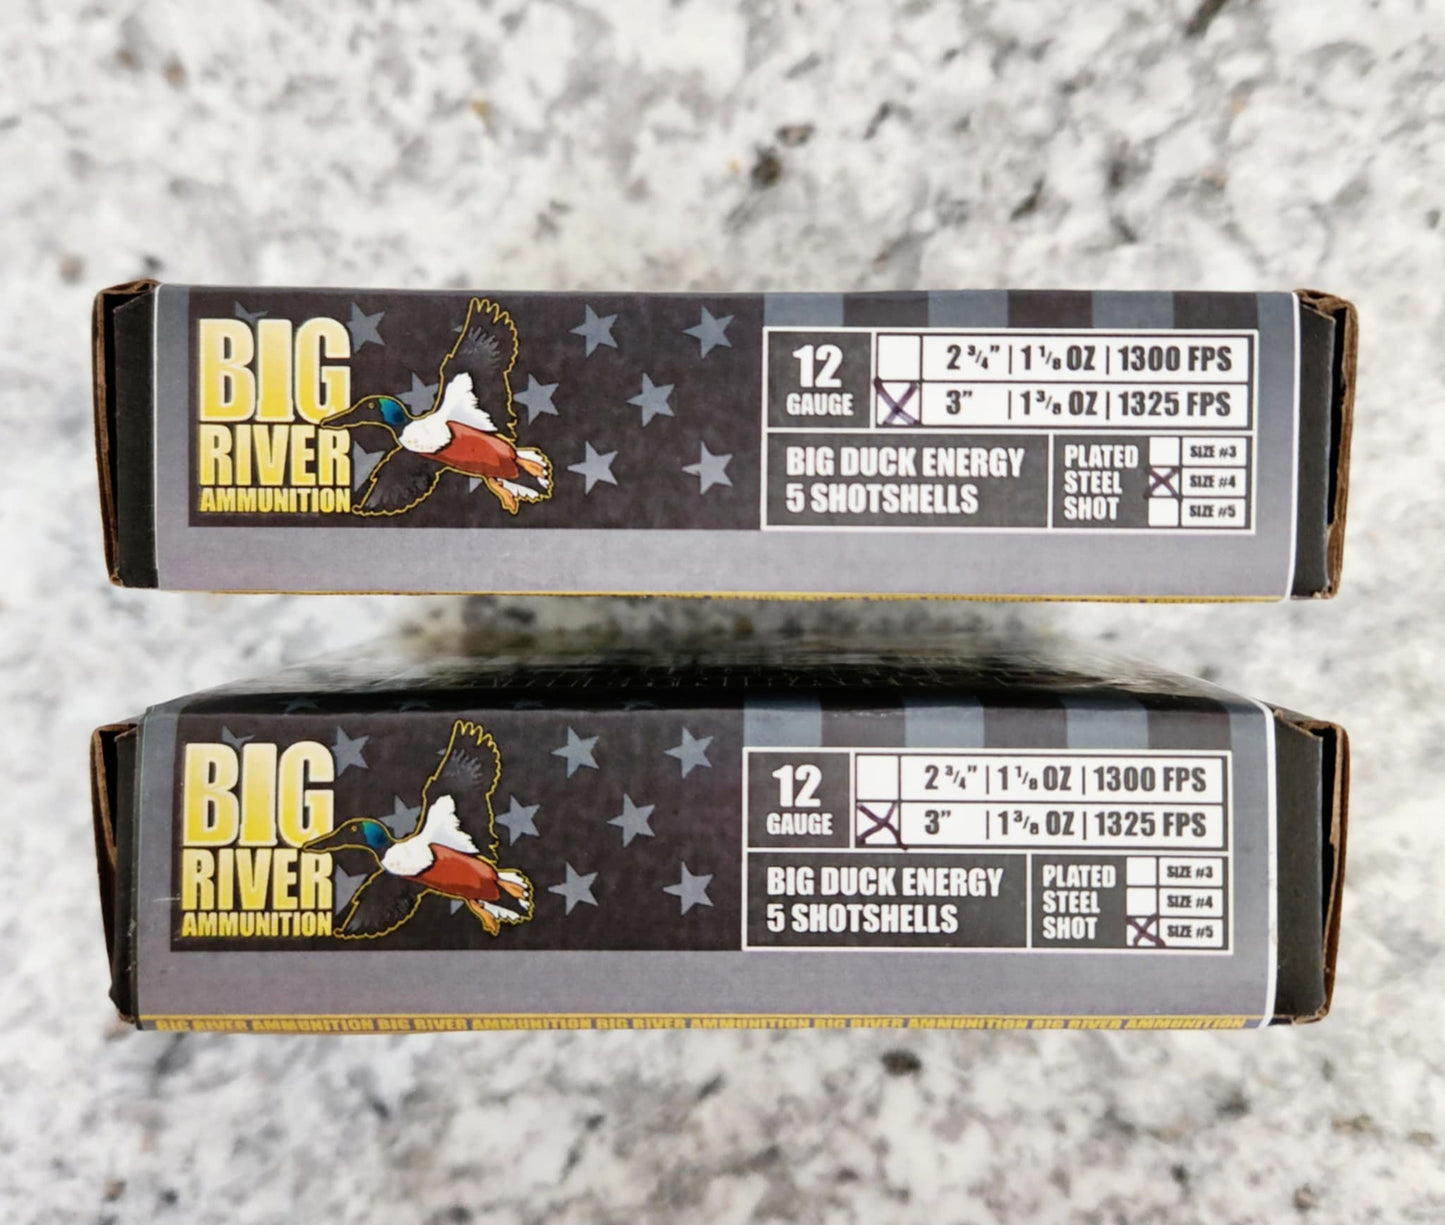 BIG
RIVER
AMMUNITION
12
GAUGE
2 ¾” | 1 ⅛ OZ | 1300 FPS
3” | 1 ⅜ OZ | 1325 FPS
BIG DUCK ENERGY
5 SHOTSHELLS
PLATED
STEEL
SHOT
SIZE #3
SIZE #4
SIZE #5
BIG
RIVER
AMMUNITION
12
GAUGE
2 ¾” | 1 ⅛ OZ | 1300 FPS
3” | 1 ⅜ OZ | 1325 FPS
BIG DUCK ENERGY
5 SHOTSHELLS
PLATED
STEEL
SHOT
SIZE #3
SIZE #4
SIZE #5
BIG RIVER AMMUNITION BIG RIVER AMMUNITION BIG RIVER AMMUNITION BIG RIVER AMMUNITION BIG RIVER AMMUNITION